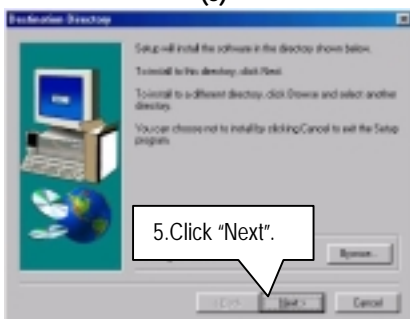 Destination Directory
Setup will install the software in the directory shown below.
To install to this directory, click Next.
To install to a different directory, click Browse and select another
directory.
You can choose not to install by clicking Cancel to exit the Setup
program.
5.Click “Next”.
Browse...
< Back
Next >
Cancel